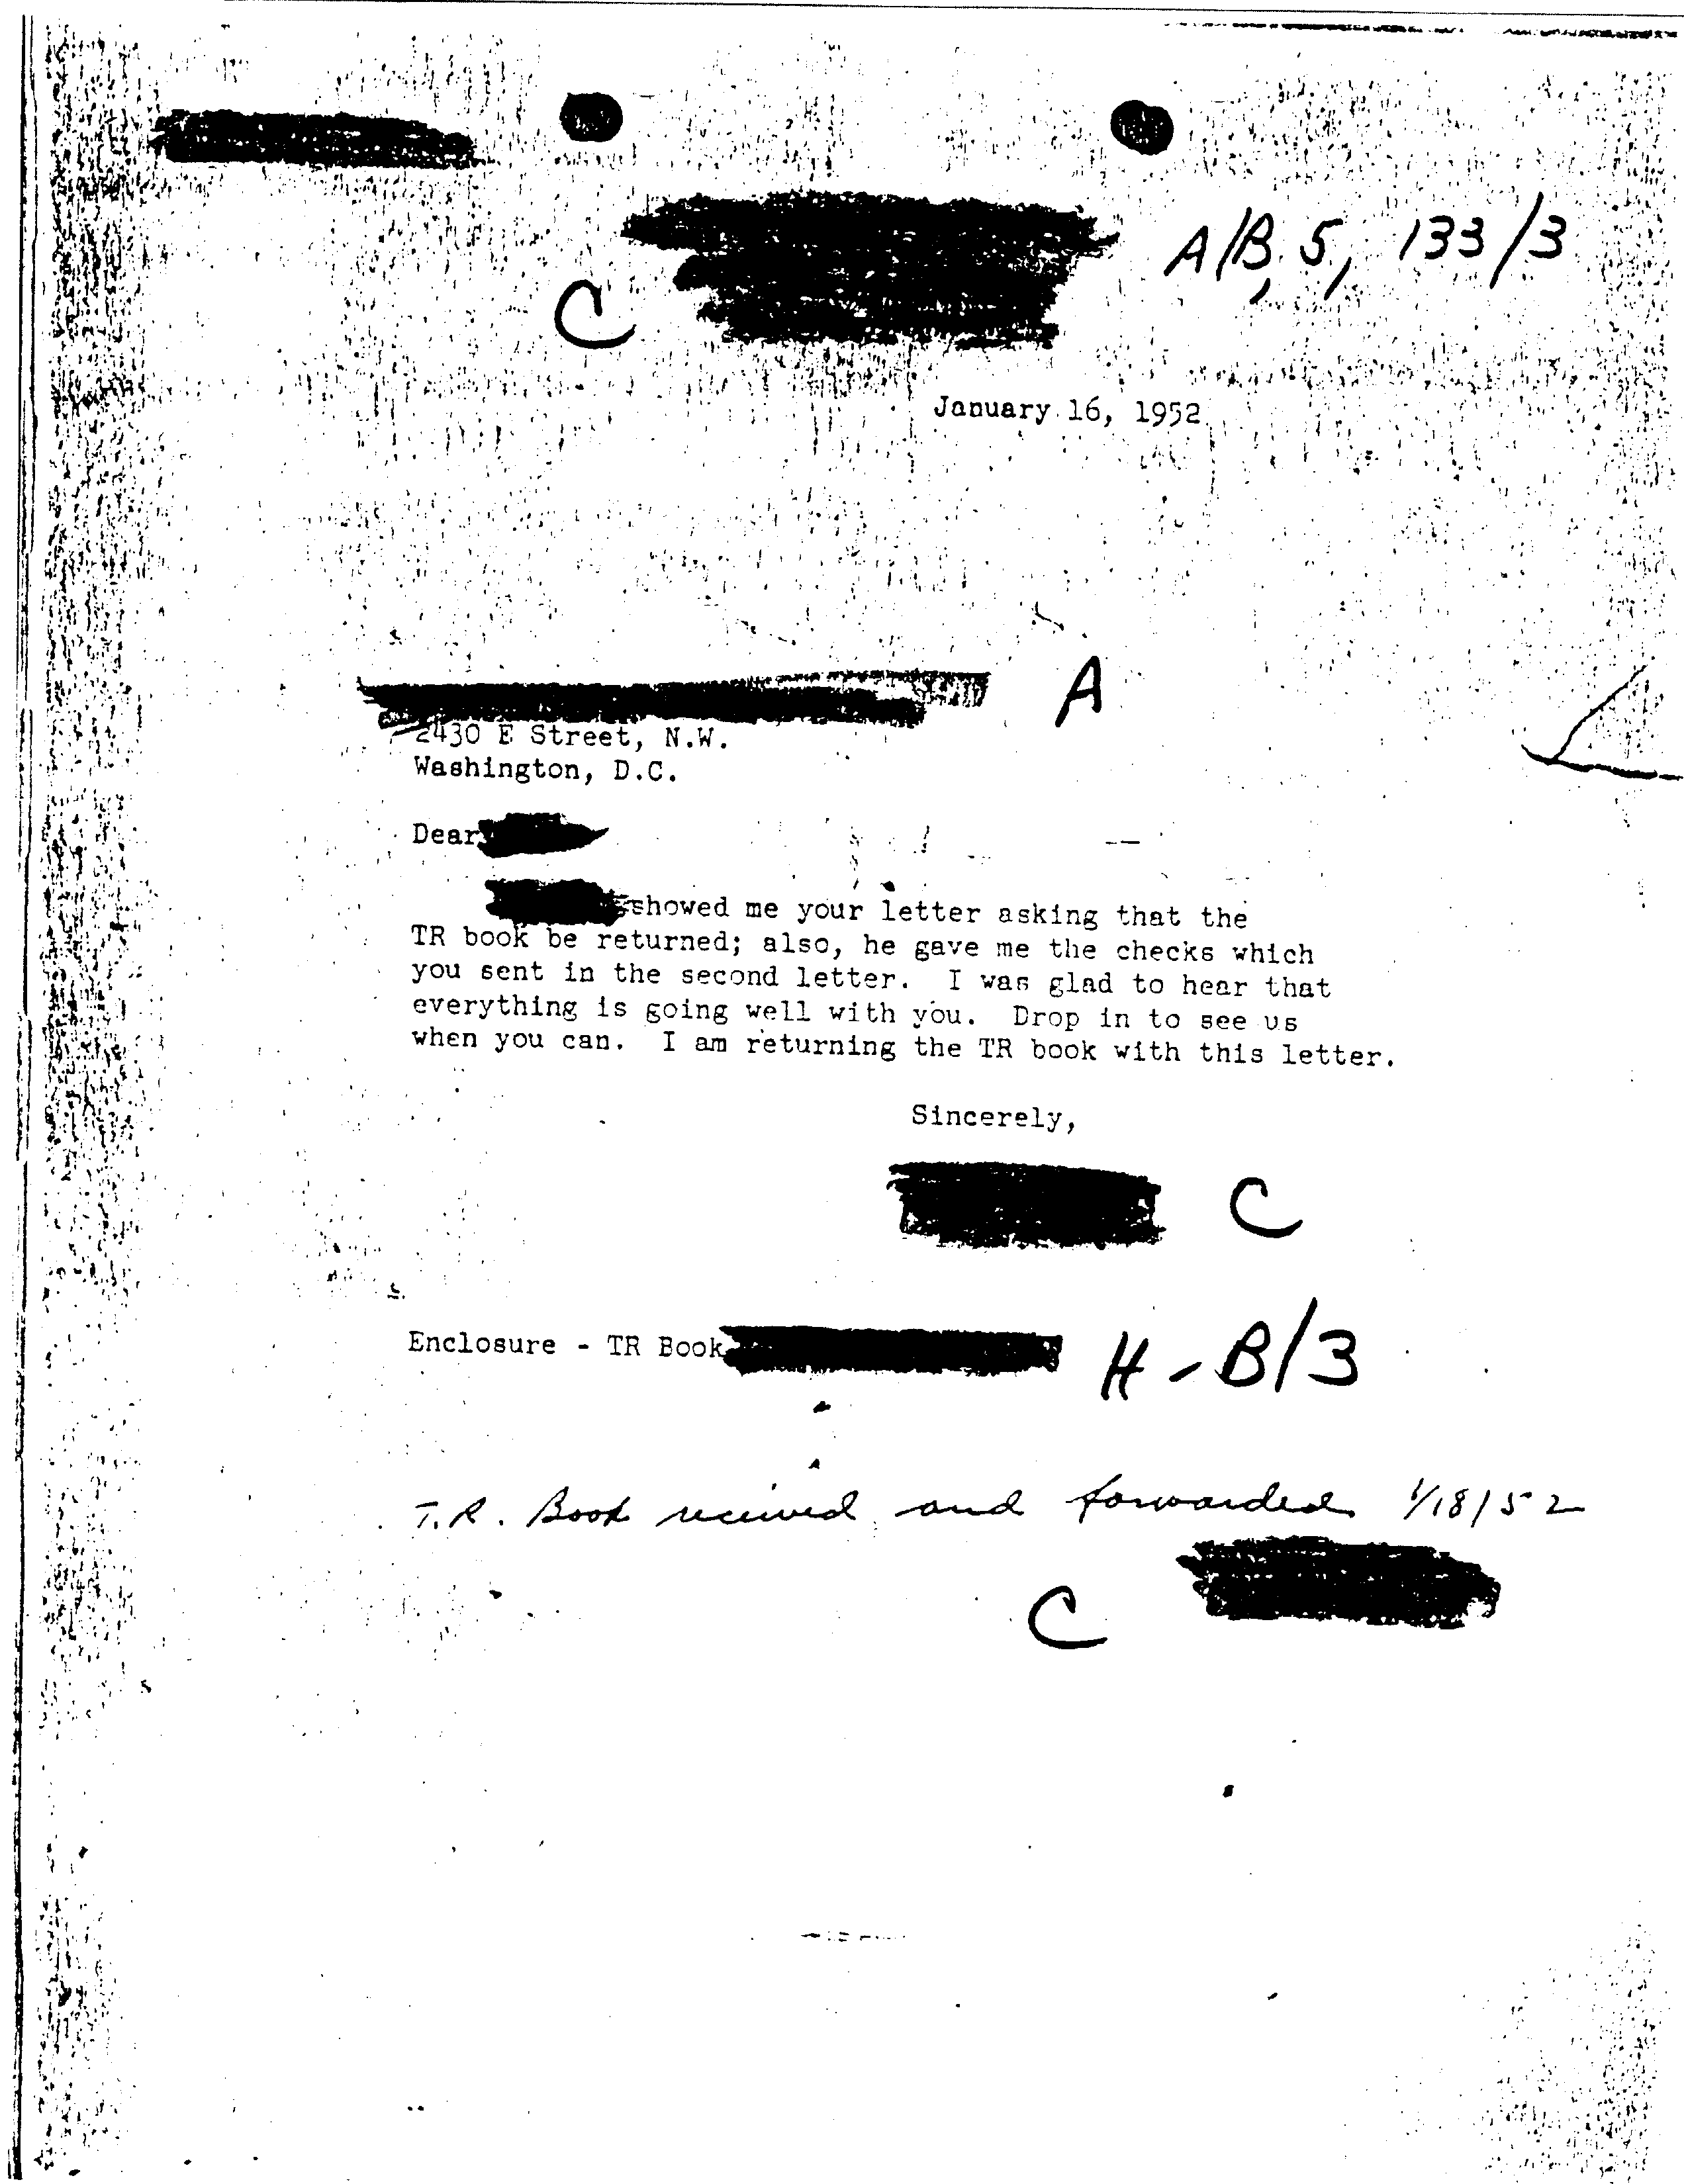 A/B, 5, 133/3
C
January 16, 1952
A
2430 E Street, N.W.
Washington, D.C.
Dear
showed me your letter asking that the
TR book be returned; also, he gave me the checks which
you sent in the second letter. I was glad to hear that
everything is going well with you. Drop in to see us
when you can. I am returning the TR book with this letter.
Sincerely,
C
Enclosure - TR Book
H - B/3
T.R. Book received and forwarded 1/18/52
C